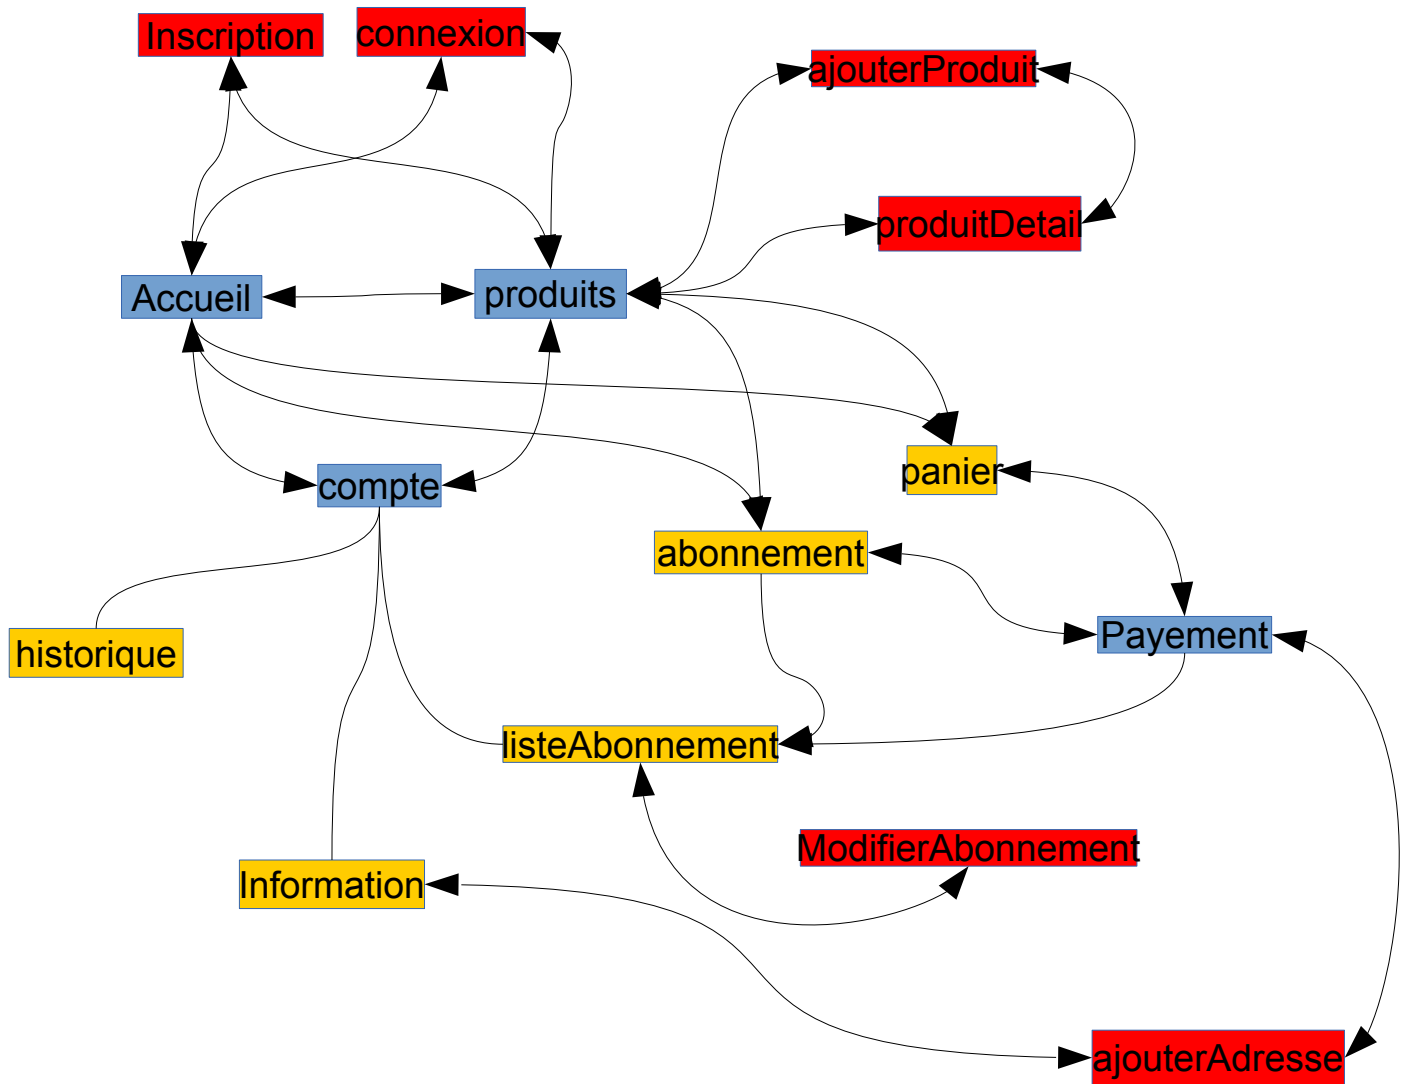 Inscription
connexion
ajouterProduit
produitDetail
Accueil
produits
panier
compte
abonnement
historique
Payement
listeAbonnement
ModifierAbonnement
Information
ajouterAdresse